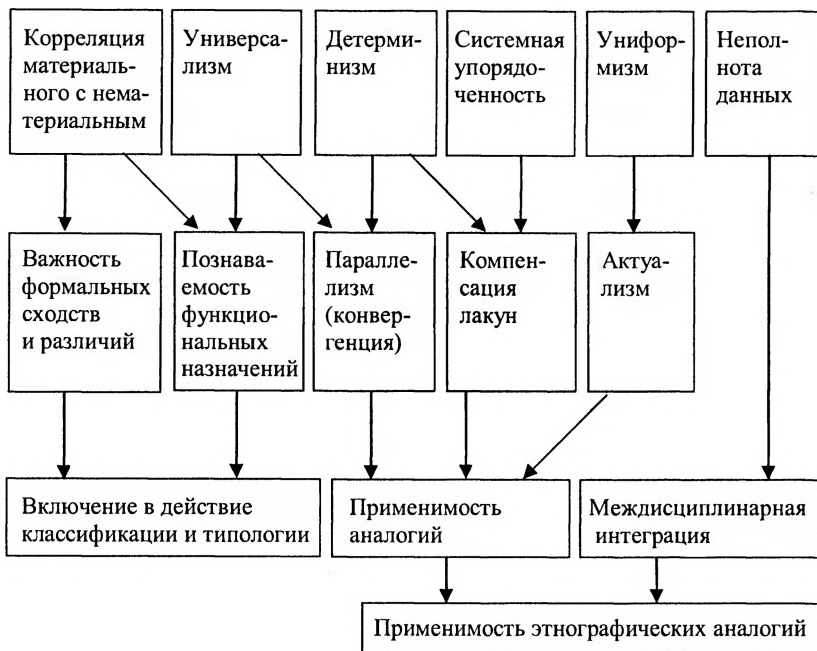 Корреляция
материаль-
ного с нема-
териальным
Универса-
лизм
Детерми-
низм
Системная
упорядо-
ченность
Унифор-
мизм
Непол-
нота
данных
Важность
формальных
сходств
и различий
Познава-
емость
функцио-
нальных
назначений
Паралле-
лизм
(конвер-
генция)
Компен-
сация
лакун
Актуа-
лизм
Включение в действие
классификации и типологии
Применимость
аналогий
Междисциплинарная
интеграция
Применимость этнографических аналогий